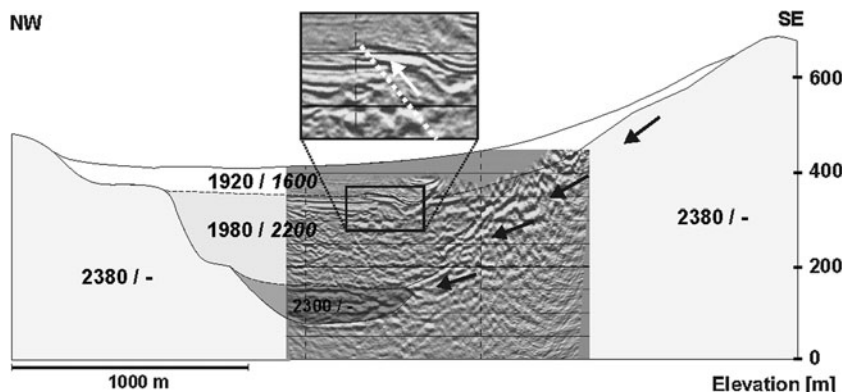 NW
SE
600
1920 / 1600
400
1980 / 2200
2380 / -
2380 / -
200
2300 / -
0
1000 m
Elevation [m]